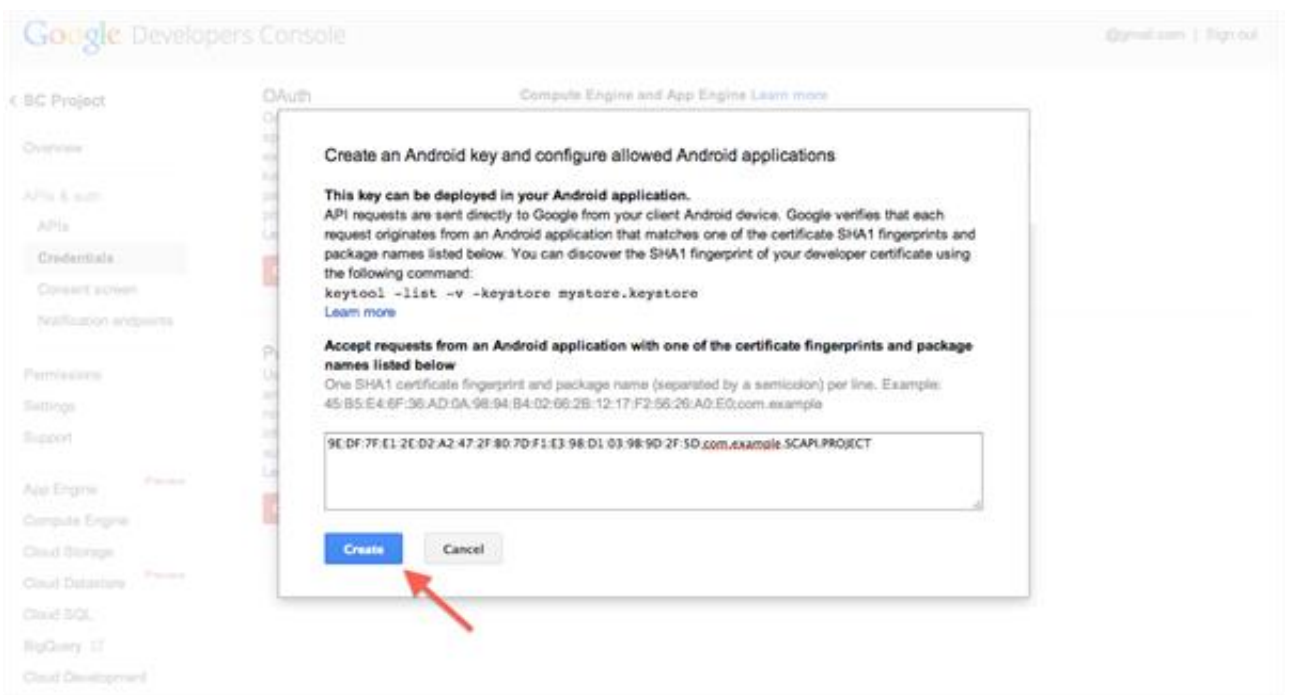 Google Developers Console
@gmail.com | Sign out
< BC Project
OAuth
Compute Engine and App Engine Learn more
Overview
APIs & auth
APIs
Credentials
Consent screen
Notification endpoints
Permissions
Settings
Support
App Engine Preview
Compute Engine
Cloud Storage
Cloud Datastore Preview
Cloud SQL
BigQuery
Cloud Development
Create an Android key and configure allowed Android applications
This key can be deployed in your Android application.
API requests are sent directly to Google from your client Android device. Google verifies that each
request originates from an Android application that matches one of the certificate SHA1 fingerprints and
package names listed below. You can discover the SHA1 fingerprint of your developer certificate using
the following command:
keytool -list -v -keystore mystore.keystore
Learn more
Accept requests from an Android application with one of the certificate fingerprints and package
names listed below
One SHA1 certificate fingerprint and package name (separated by a semicolon) per line. Example:
45:B5:E4:6F:36:AD:0A:98:94:B4:02:66:2B:12:17:F2:56:26:A0:E0;com.example
9E:DF:7F:E1:2E:D2:A2:47:2F:80:7D:F1:E3:98:D1:03:98:9D:2F:5D;com.example.SCAPI.PROJECT
Create
Cancel